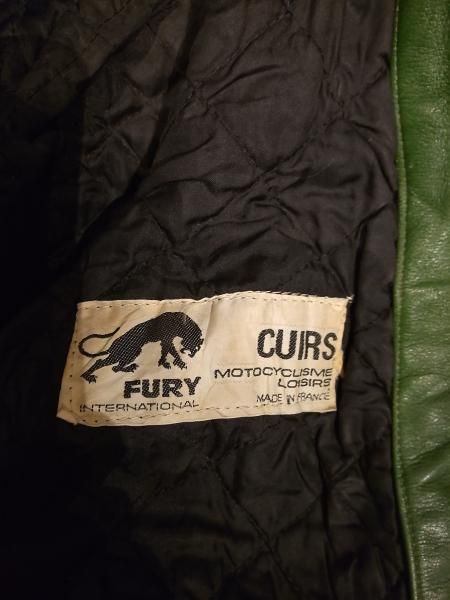 FURY
INTERNATIONAL
CUIRS
MOTOCYCLISME
LOISIRS
MADE IN FRANCE